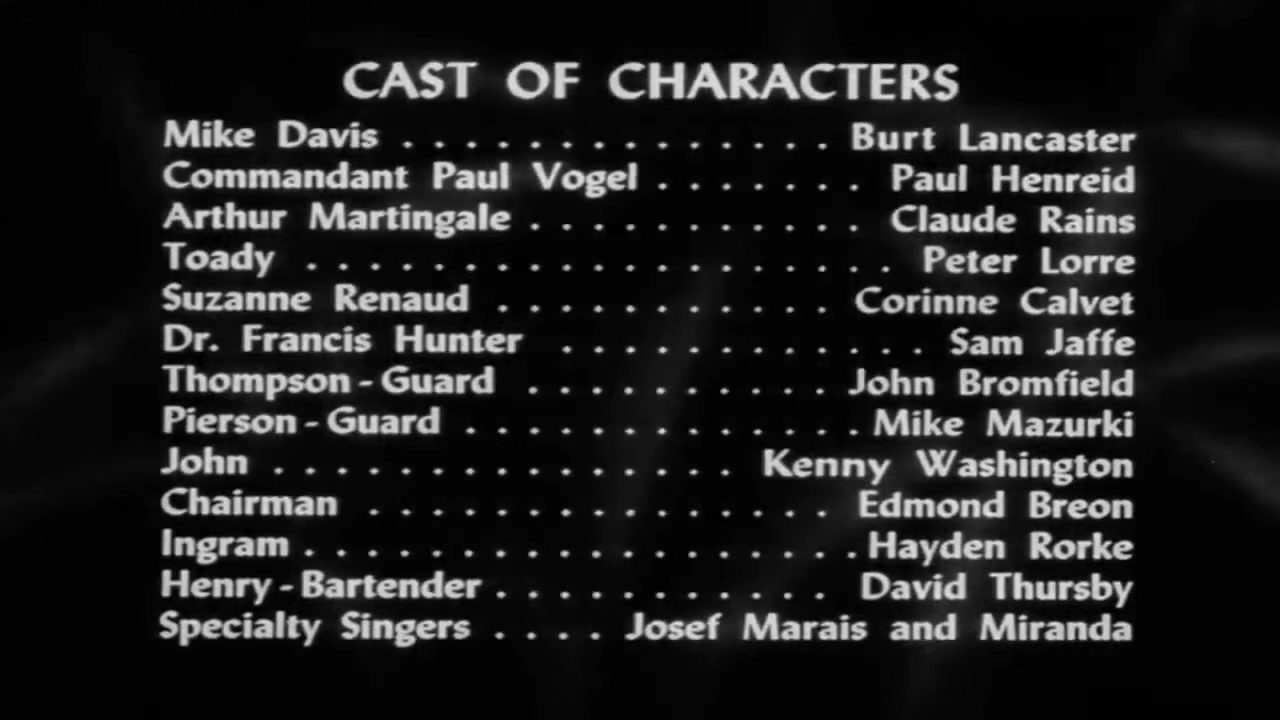 CAST OF CHARACTERS
Mike Davis . . . . . . . . . . . . . . Burt Lancaster
Commandant Paul Vogel . . . . . . . Paul Henreid
Arthur Martingale . . . . . . . . . . . Claude Rains
Toady . . . . . . . . . . . . . . . . . . . Peter Lorre
Suzanne Renaud . . . . . . . . . . . Corinne Calvet
Dr. Francis Hunter . . . . . . . . . . . . Sam Jaffe
Thompson - Guard . . . . . . . . . . John Bromfield
Pierson - Guard . . . . . . . . . . . . . Mike Mazurki
John . . . . . . . . . . . . . . . Kenny Washington
Chairman . . . . . . . . . . . . . . . Edmond Breon
Ingram . . . . . . . . . . . . . . . . . . Hayden Rorke
Henry - Bartender . . . . . . . . . . . David Thursby
Specialty Singers . . . . Josef Marais and Miranda